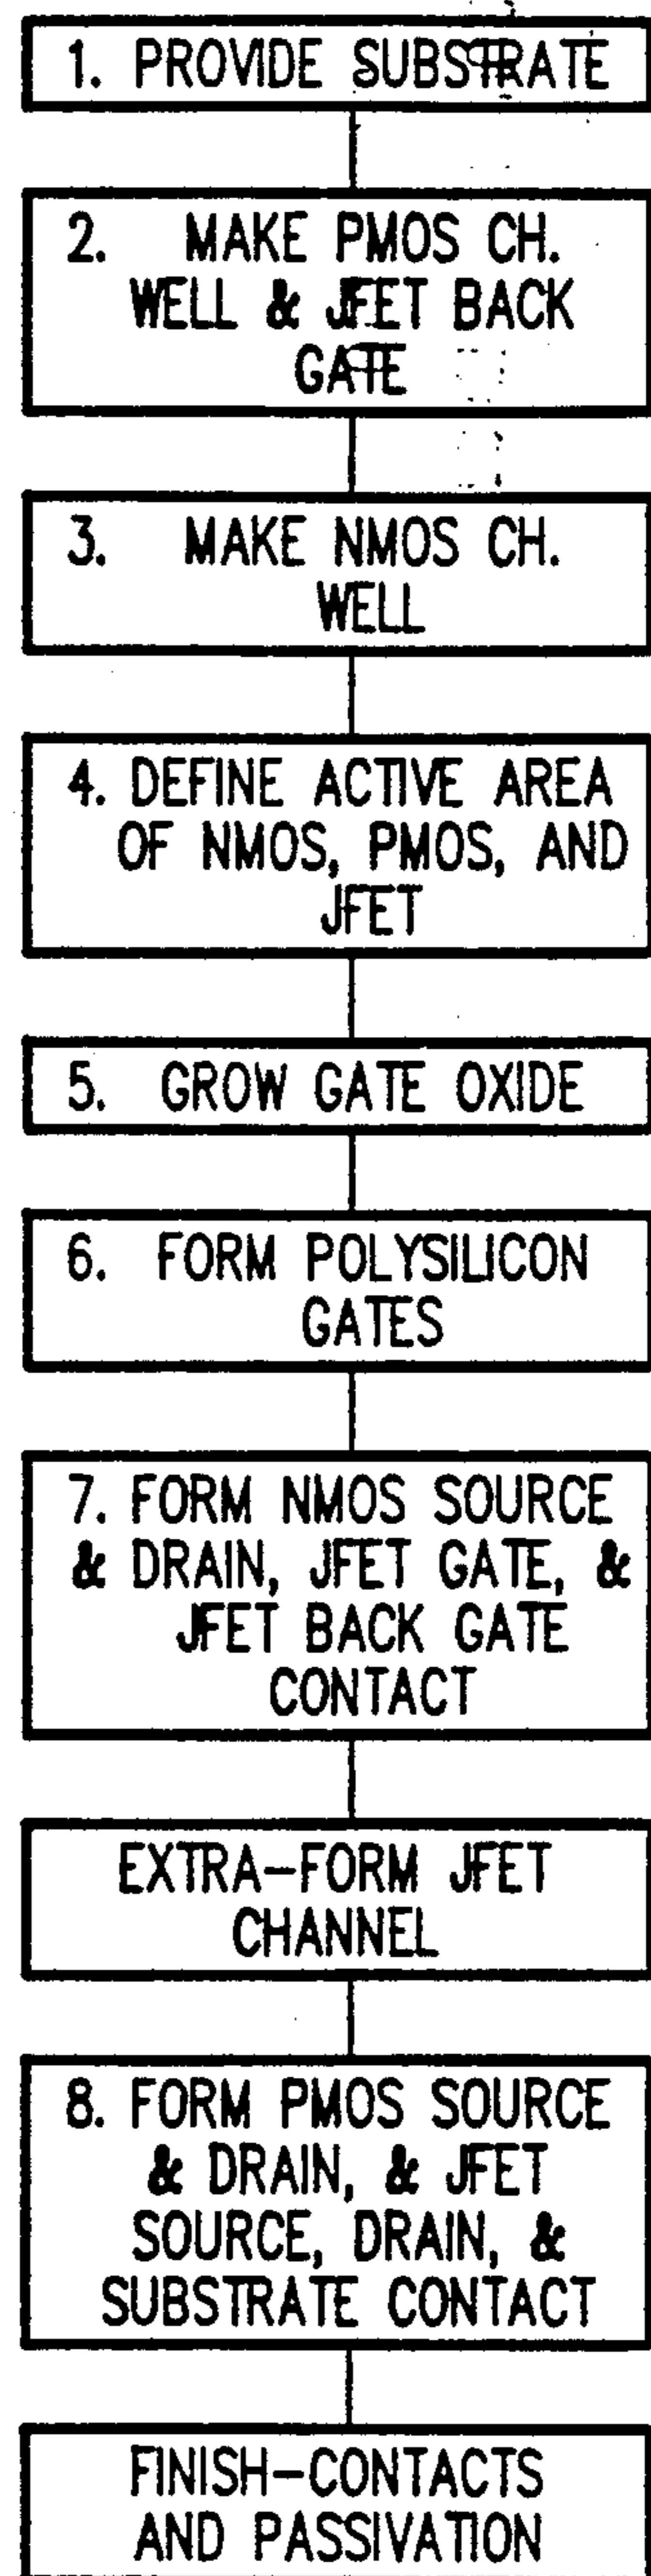 1. PROVIDE SUBSTRATE
2. MAKE PMOS CH.
WELL & JFET BACK
GATE
3. MAKE NMOS CH.
WELL
4. DEFINE ACTIVE AREA
OF NMOS, PMOS, AND
JFET
5. GROW GATE OXIDE
6. FORM POLYSILICON
GATES
7. FORM NMOS SOURCE
& DRAIN, JFET GATE, &
JFET BACK GATE
CONTACT
EXTRA-FORM JFET
CHANNEL
8. FORM PMOS SOURCE
& DRAIN, & JFET
SOURCE, DRAIN, &
SUBSTRATE CONTACT
FINISH-CONTACTS
AND PASSIVATION